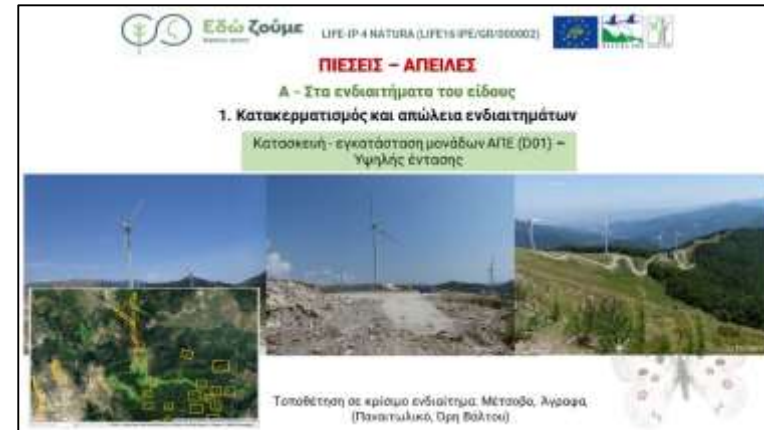 Εδώ ζούμε
LIFE-IP 4 NATURA (LIFE16 IPE/GR/000002)
ΠΙΕΣΕΙΣ – ΑΠΕΙΛΕΣ
Α - Στα ενδιαιτήματα του είδους
1. Κατακερματισμός και απώλεια ενδιαιτημάτων
Κατασκευή - εγκατάσταση μονάδων ΑΠΕ (D01) –
Υψηλής έντασης
Τοποθέτηση σε κρίσιμο ενδιαίτημα: Μέτσοβο, Άγραφα,
(Παναιτωλικό, Όρη Βάλτου)